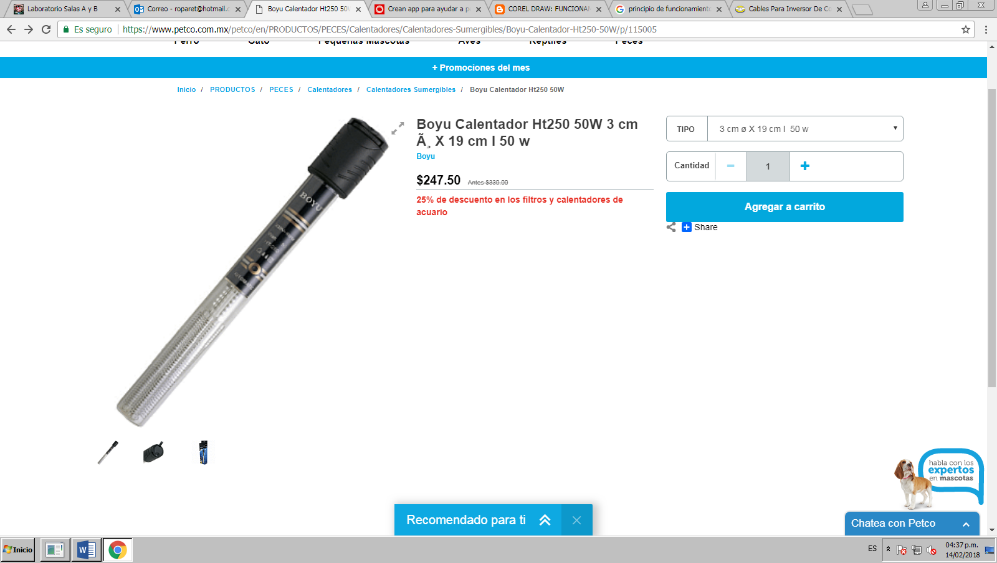 Laboratorio Salas A y B
Correo - roparet@hotmail.c
Boyu Calentador Ht250 50W
Crean app para ayudar a p
COREL DRAW: FUNCIONA
principio de funcionamiento
Cables Para Inversor De Co
Es seguro
https://www.petco.com.mx/petco/en/PRODUCTOS/PECES/Calentadores/Calentadores-Sumergibles/Boyu-Calentador-Ht250-50W/p/115005
Perro Gato Pequeñas Mascotas Aves Reptiles Peces
+ Promociones del mes
Inicio / PRODUCTOS / PECES / Calentadores / Calentadores Sumergibles / Boyu Calentador Ht250 50W
Boyu Calentador Ht250 50W 3 cm
Ã¸ X 19 cm l 50 w
Boyu
$247.50 Antes $330.00
25% de descuento en los filtros y calentadores de
acuario
TIPO 3 cm ø X 19 cm l 50 w
Cantidad − 1 +
Agregar a carrito
Share
BOYU
habla con los
expertos
en mascotas
Recomendado para ti
Chatea con Petco
Inicio
ES
04:37 p.m.
14/02/2018